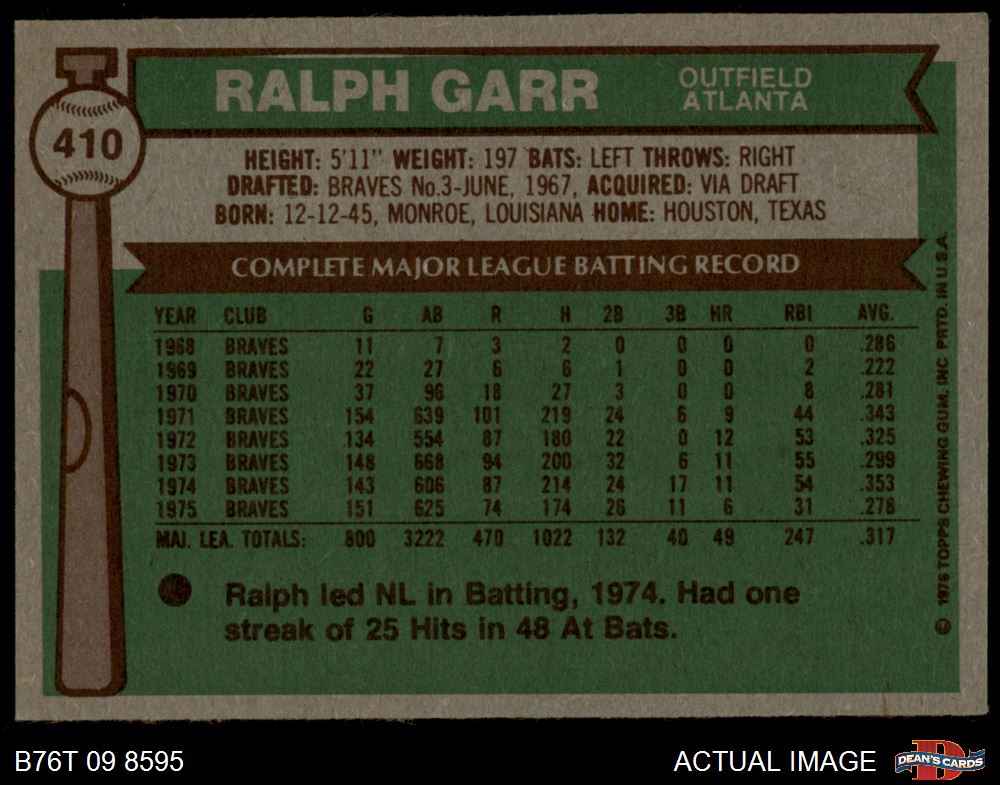 410
RALPH GARR
OUTFIELD
ATLANTA
HEIGHT: 5'11" WEIGHT: 197 BATS: LEFT THROWS: RIGHT
DRAFTED: BRAVES No.3-JUNE, 1967, ACQUIRED: VIA DRAFT
BORN: 12-12-45, MONROE, LOUISIANA HOME: HOUSTON, TEXAS
COMPLETE MAJOR LEAGUE BATTING RECORD
YEAR CLUB G AB R H 2B 3B HR RBI AVG.
1968 BRAVES 11 7 3 2 0 0 0 0 .286
1969 BRAVES 22 27 6 6 1 0 0 2 .222
1970 BRAVES 37 96 18 27 3 0 0 8 .281
1971 BRAVES 154 639 101 219 24 6 9 44 .343
1972 BRAVES 134 554 87 180 22 0 12 53 .325
1973 BRAVES 148 668 94 200 32 6 11 55 .299
1974 BRAVES 143 606 87 214 24 17 11 54 .353
1975 BRAVES 151 625 74 174 26 11 6 31 .278
MAJ. LEA. TOTALS: 800 3222 470 1022 132 40 49 247 .317
Ralph led NL in Batting, 1974. Had one
streak of 25 Hits in 48 At Bats.
© 1976 TOPPS CHEWING GUM, INC PRTD. IN U.S.A.
B76T 09 8595
ACTUAL IMAGE
DEAN'S CARDS